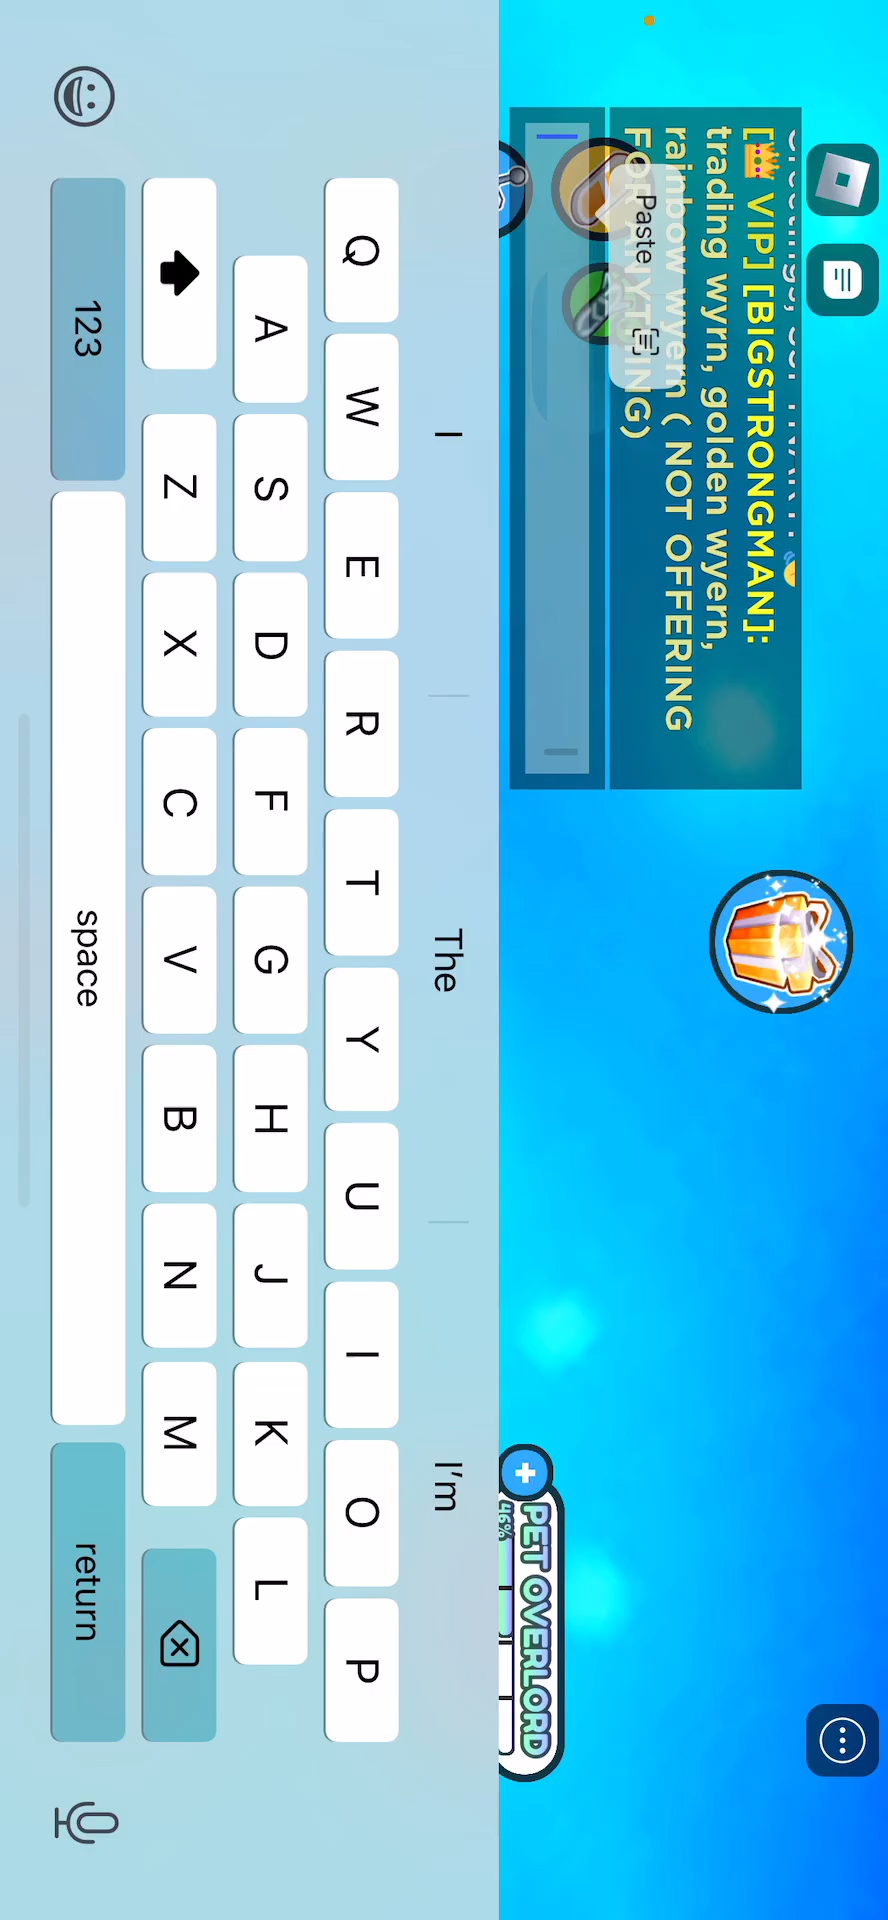 [👑 VIP] [BIGSTRONGMAN]:
trading wyrn, golden wyern,
rainbow wyern ( NOT OFFERING
FOR ANYTHING)
Paste
PET OVERLORD
46%
I The I'm
Q W E R T Y U I O P
A S D F G H J K L
Z X C V B N M
123 space return